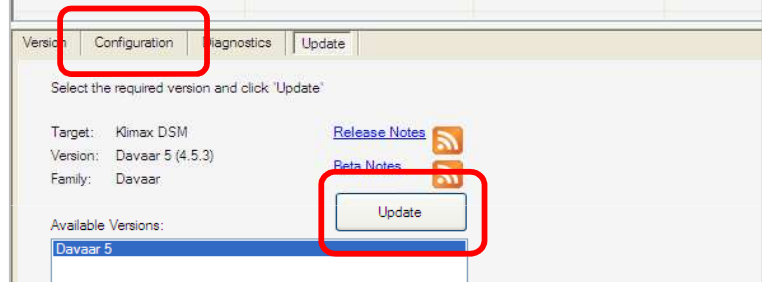 Version Configuration Diagnostics Update
Select the required version and click 'Update'
Target: Klimax DSM Release Notes
Version: Davaar 5 (4.5.3) Beta Notes
Family: Davaar
Update
Available Versions:
Davaar 5